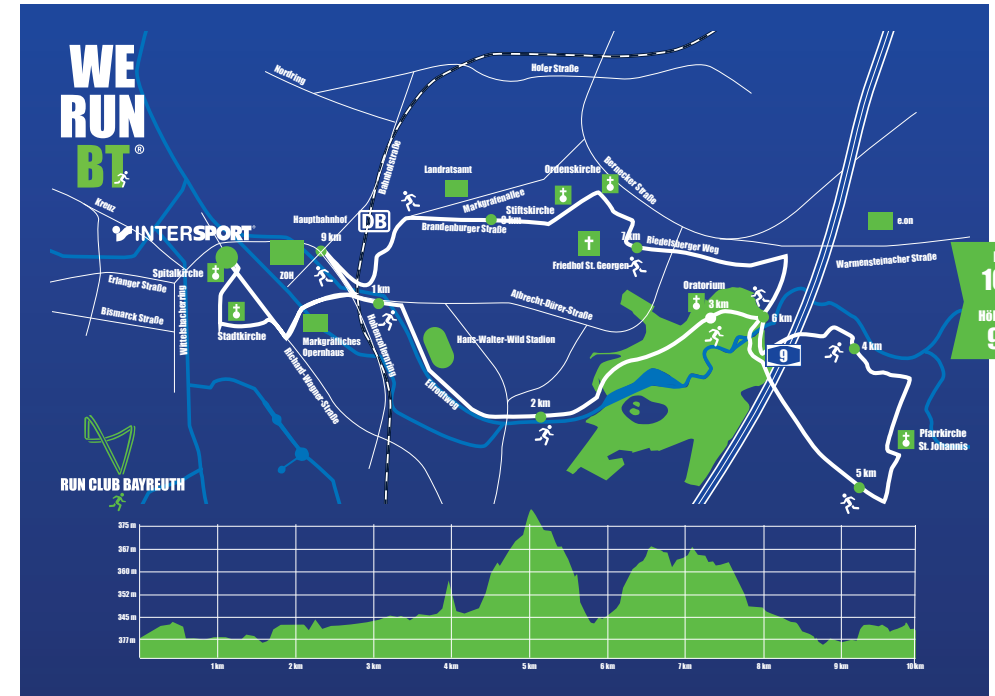 WE
RUN
BT®
Nordring
Hofer Straße
Bahnhofstraße
Landratsamt
Ordenskirche
Bernecker Straße
Markgrafenallee
Stiftskirche
8 km
Brandenburger Straße
Kreuz
INTERSPORT®
Hauptbahnhof
DB
9 km
7 km
Riedelsberger Weg
e.on
Warmensteinacher Straße
Friedhof St. Georgen
Spitalkirche
ZOH
Erlanger Straße
Bismarck Straße
Wittelsbacherring
Stadtkirche
Markgräfliches
Opernhaus
1 km
Hohenzollernring
Albrecht-Dürer-Straße
Oratorium
3 km
6 km
10
Hö
9
Hans-Walter-Wild Stadion
Richard-Wagner-Straße
Eßrodtweg
9
4 km
2 km
Pfarrkirche
St. Johannis
5 km
RUN CLUB BAYREUTH
375 m
367 m
360 m
352 m
345 m
377 m
1 km
2 km
3 km
4 km
5 km
6 km
7 km
8 km
9 km
10 km